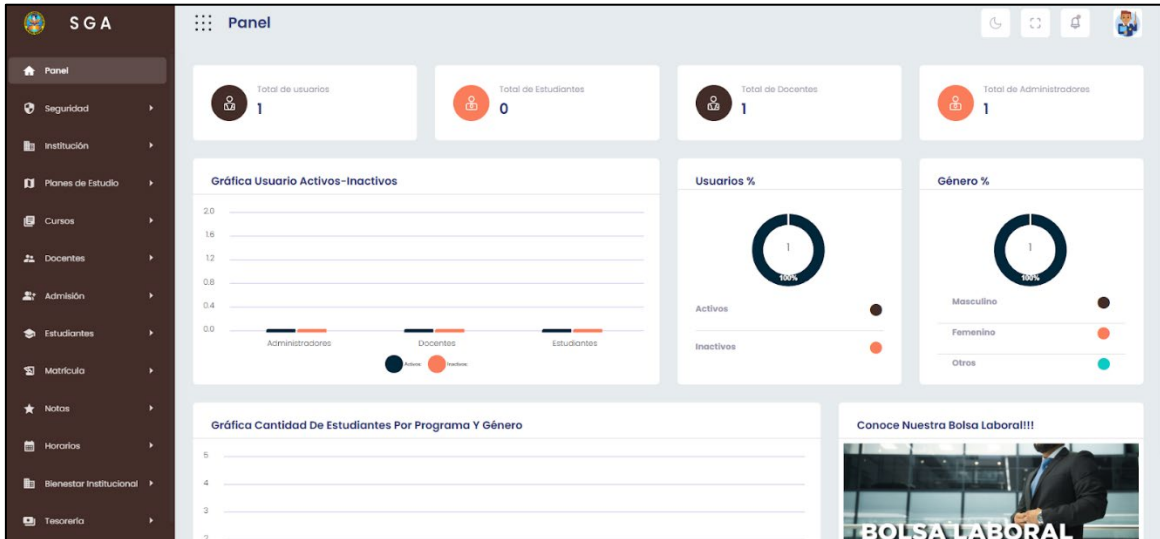 SGA
Panel
Panel
Seguridad
Institución
Planes de Estudio
Cursos
Docentes
Admisión
Estudiantes
Matrícula
Notas
Horarios
Bienestar Institucional
Tesorería
Total de usuarios
1
Total de Estudiantes
0
Total de Docentes
1
Total de Administradores
1
Gráfica Usuario Activos-Inactivos
2.0
1.6
1.2
0.8
0.4
0.0
Administradores Docentes Estudiantes
Activos Inactivos
Usuarios %
1
100%
Activos
Inactivos
Género %
1
100%
Masculino
Femenino
Otros
Gráfica Cantidad De Estudiantes Por Programa Y Género
5
4
3
2
Conoce Nuestra Bolsa Laboral!!!
BOLSA LABORAL